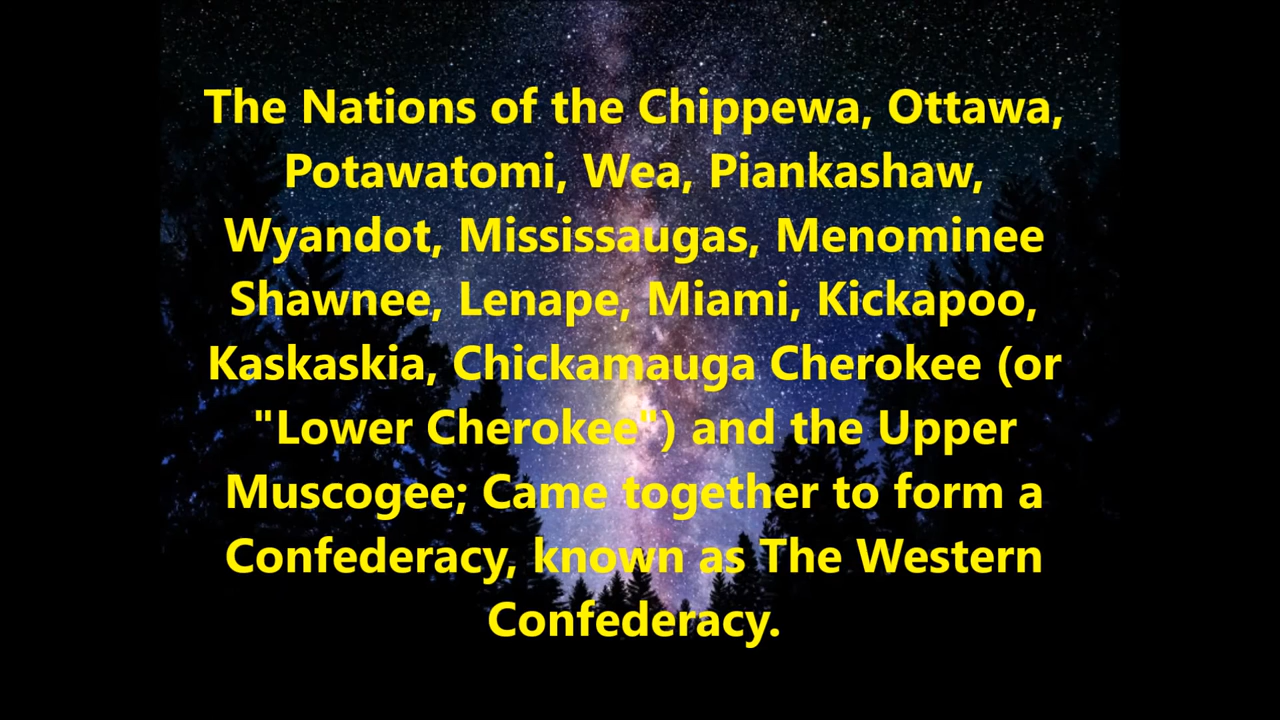 The Nations of the Chippewa, Ottawa,
Potawatomi, Wea, Piankashaw,
Wyandot, Mississaugas, Menominee
Shawnee, Lenape, Miami, Kickapoo,
Kaskaskia, Chickamauga Cherokee (or
"Lower Cherokee") and the Upper
Muscogee; Came together to form a
Confederacy, known as The Western
Confederacy.